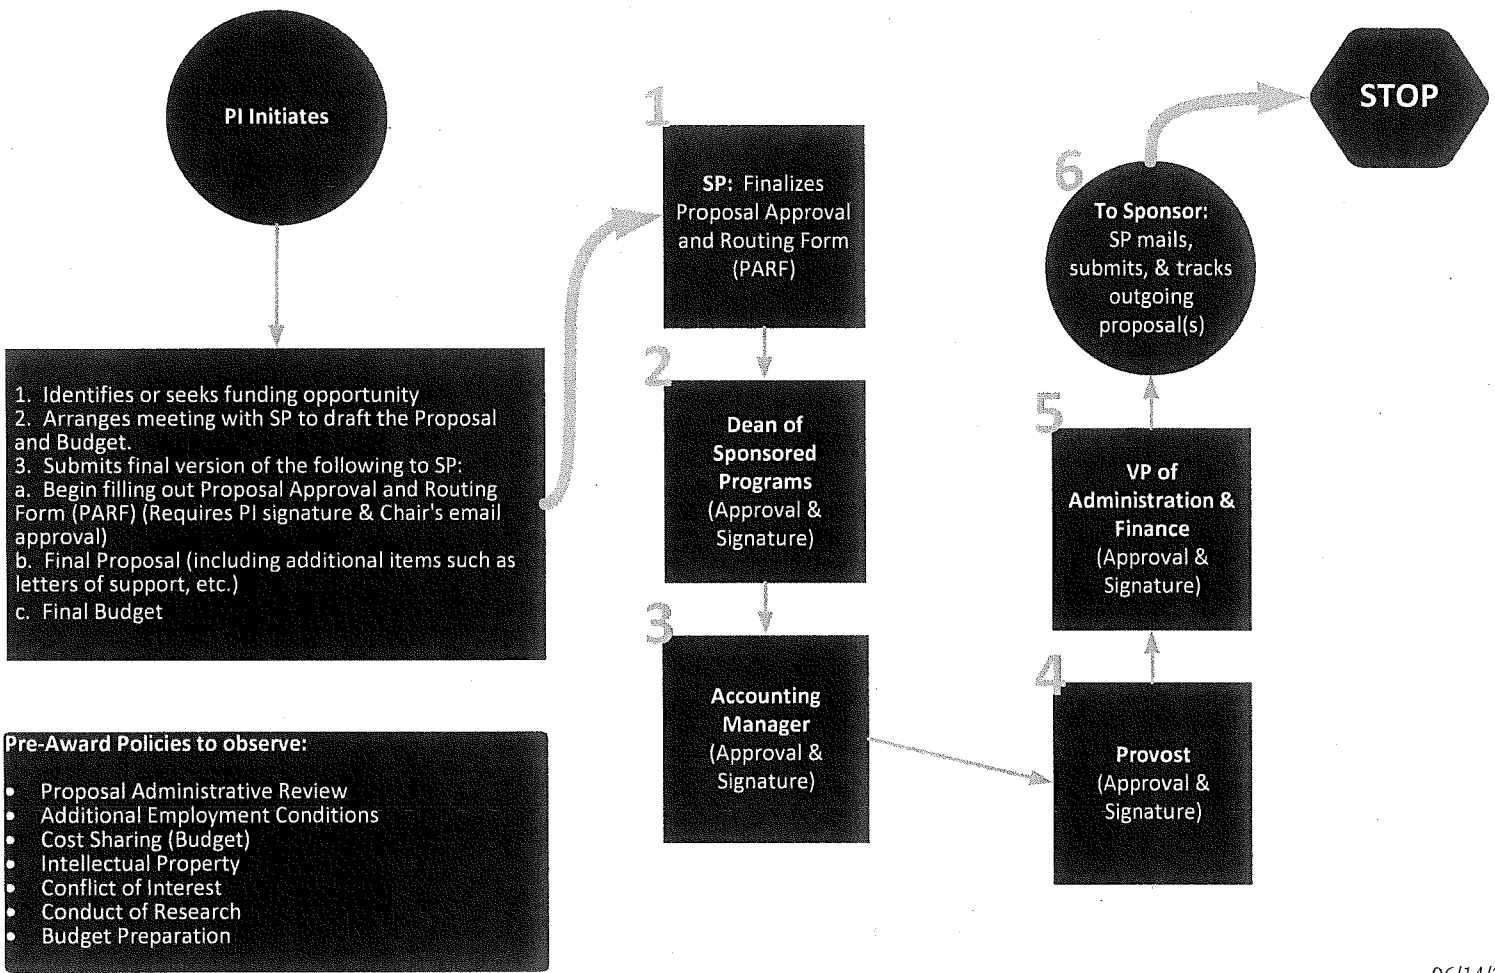 PI Initiates
1. Identifies or seeks funding opportunity
2. Arranges meeting with SP to draft the Proposal
and Budget.
3. Submits final version of the following to SP:
a. Begin filling out Proposal Approval and Routing
Form (PARF) (Requires PI signature & Chair's email
approval)
b. Final Proposal (including additional items such as
letters of support, etc.)
c. Final Budget
Pre-Award Policies to observe:
• Proposal Administrative Review
• Additional Employment Conditions
• Cost Sharing (Budget)
• Intellectual Property
• Conflict of Interest
• Conduct of Research
• Budget Preparation
1
SP: Finalizes
Proposal Approval
and Routing Form
(PARF)
2
Dean of
Sponsored
Programs
(Approval &
Signature)
3
Accounting
Manager
(Approval &
Signature)
4
Provost
(Approval &
Signature)
5
VP of
Administration &
Finance
(Approval &
Signature)
6
To Sponsor:
SP mails,
submits, & tracks
outgoing
proposal(s)
STOP